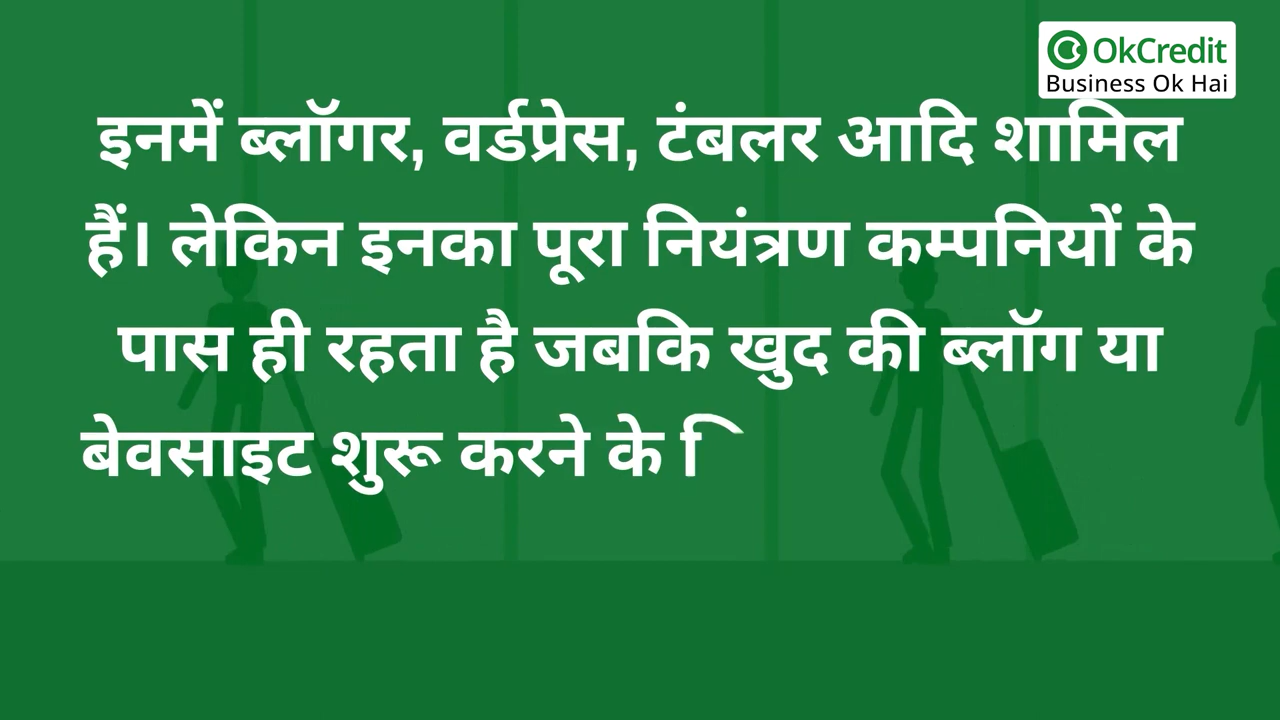 OkCredit
Business Ok Hai
इनमें ब्लॉगर, वर्डप्रेस, टंबलर आदि शामिल
हैं। लेकिन इनका पूरा नियंत्रण कम्पनियों के
पास ही रहता है जबकि खुद की ब्लॉग या
बेवसाइट शुरू करने के